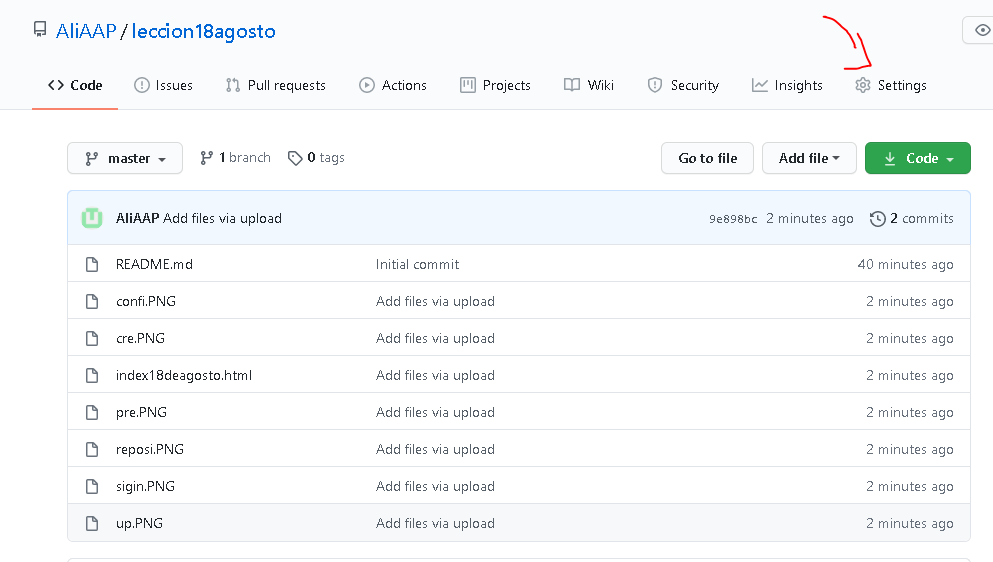 AliAAP / leccion18agosto
Code Issues Pull requests Actions Projects Wiki Security Insights Settings
master 1 branch 0 tags Go to file Add file Code
AliAAP Add files via upload 9e898bc 2 minutes ago 2 commits
README.md Initial commit 40 minutes ago
confi.PNG Add files via upload 2 minutes ago
cre.PNG Add files via upload 2 minutes ago
index18deagosto.html Add files via upload 2 minutes ago
pre.PNG Add files via upload 2 minutes ago
reposi.PNG Add files via upload 2 minutes ago
sigin.PNG Add files via upload 2 minutes ago
up.PNG Add files via upload 2 minutes ago